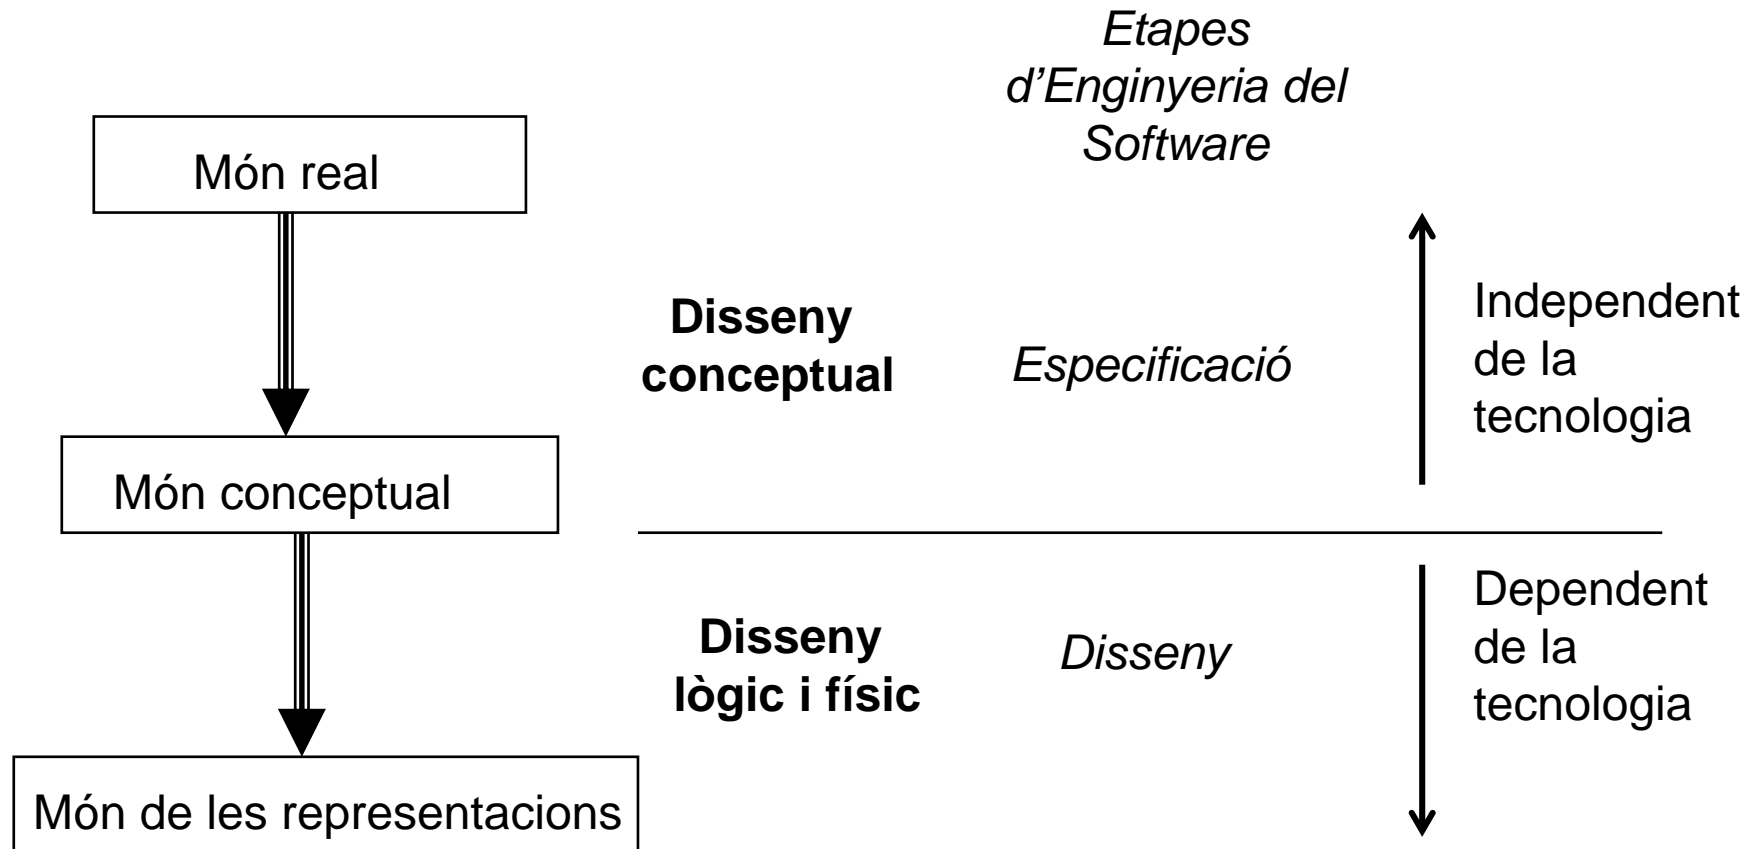 Etapes
d’Enginyeria del
Software
Món real
Disseny
conceptual
Especificació
Independent
de la
tecnologia
Món conceptual
Disseny
lògic i físic
Disseny
Dependent
de la
tecnologia
Món de les representacions